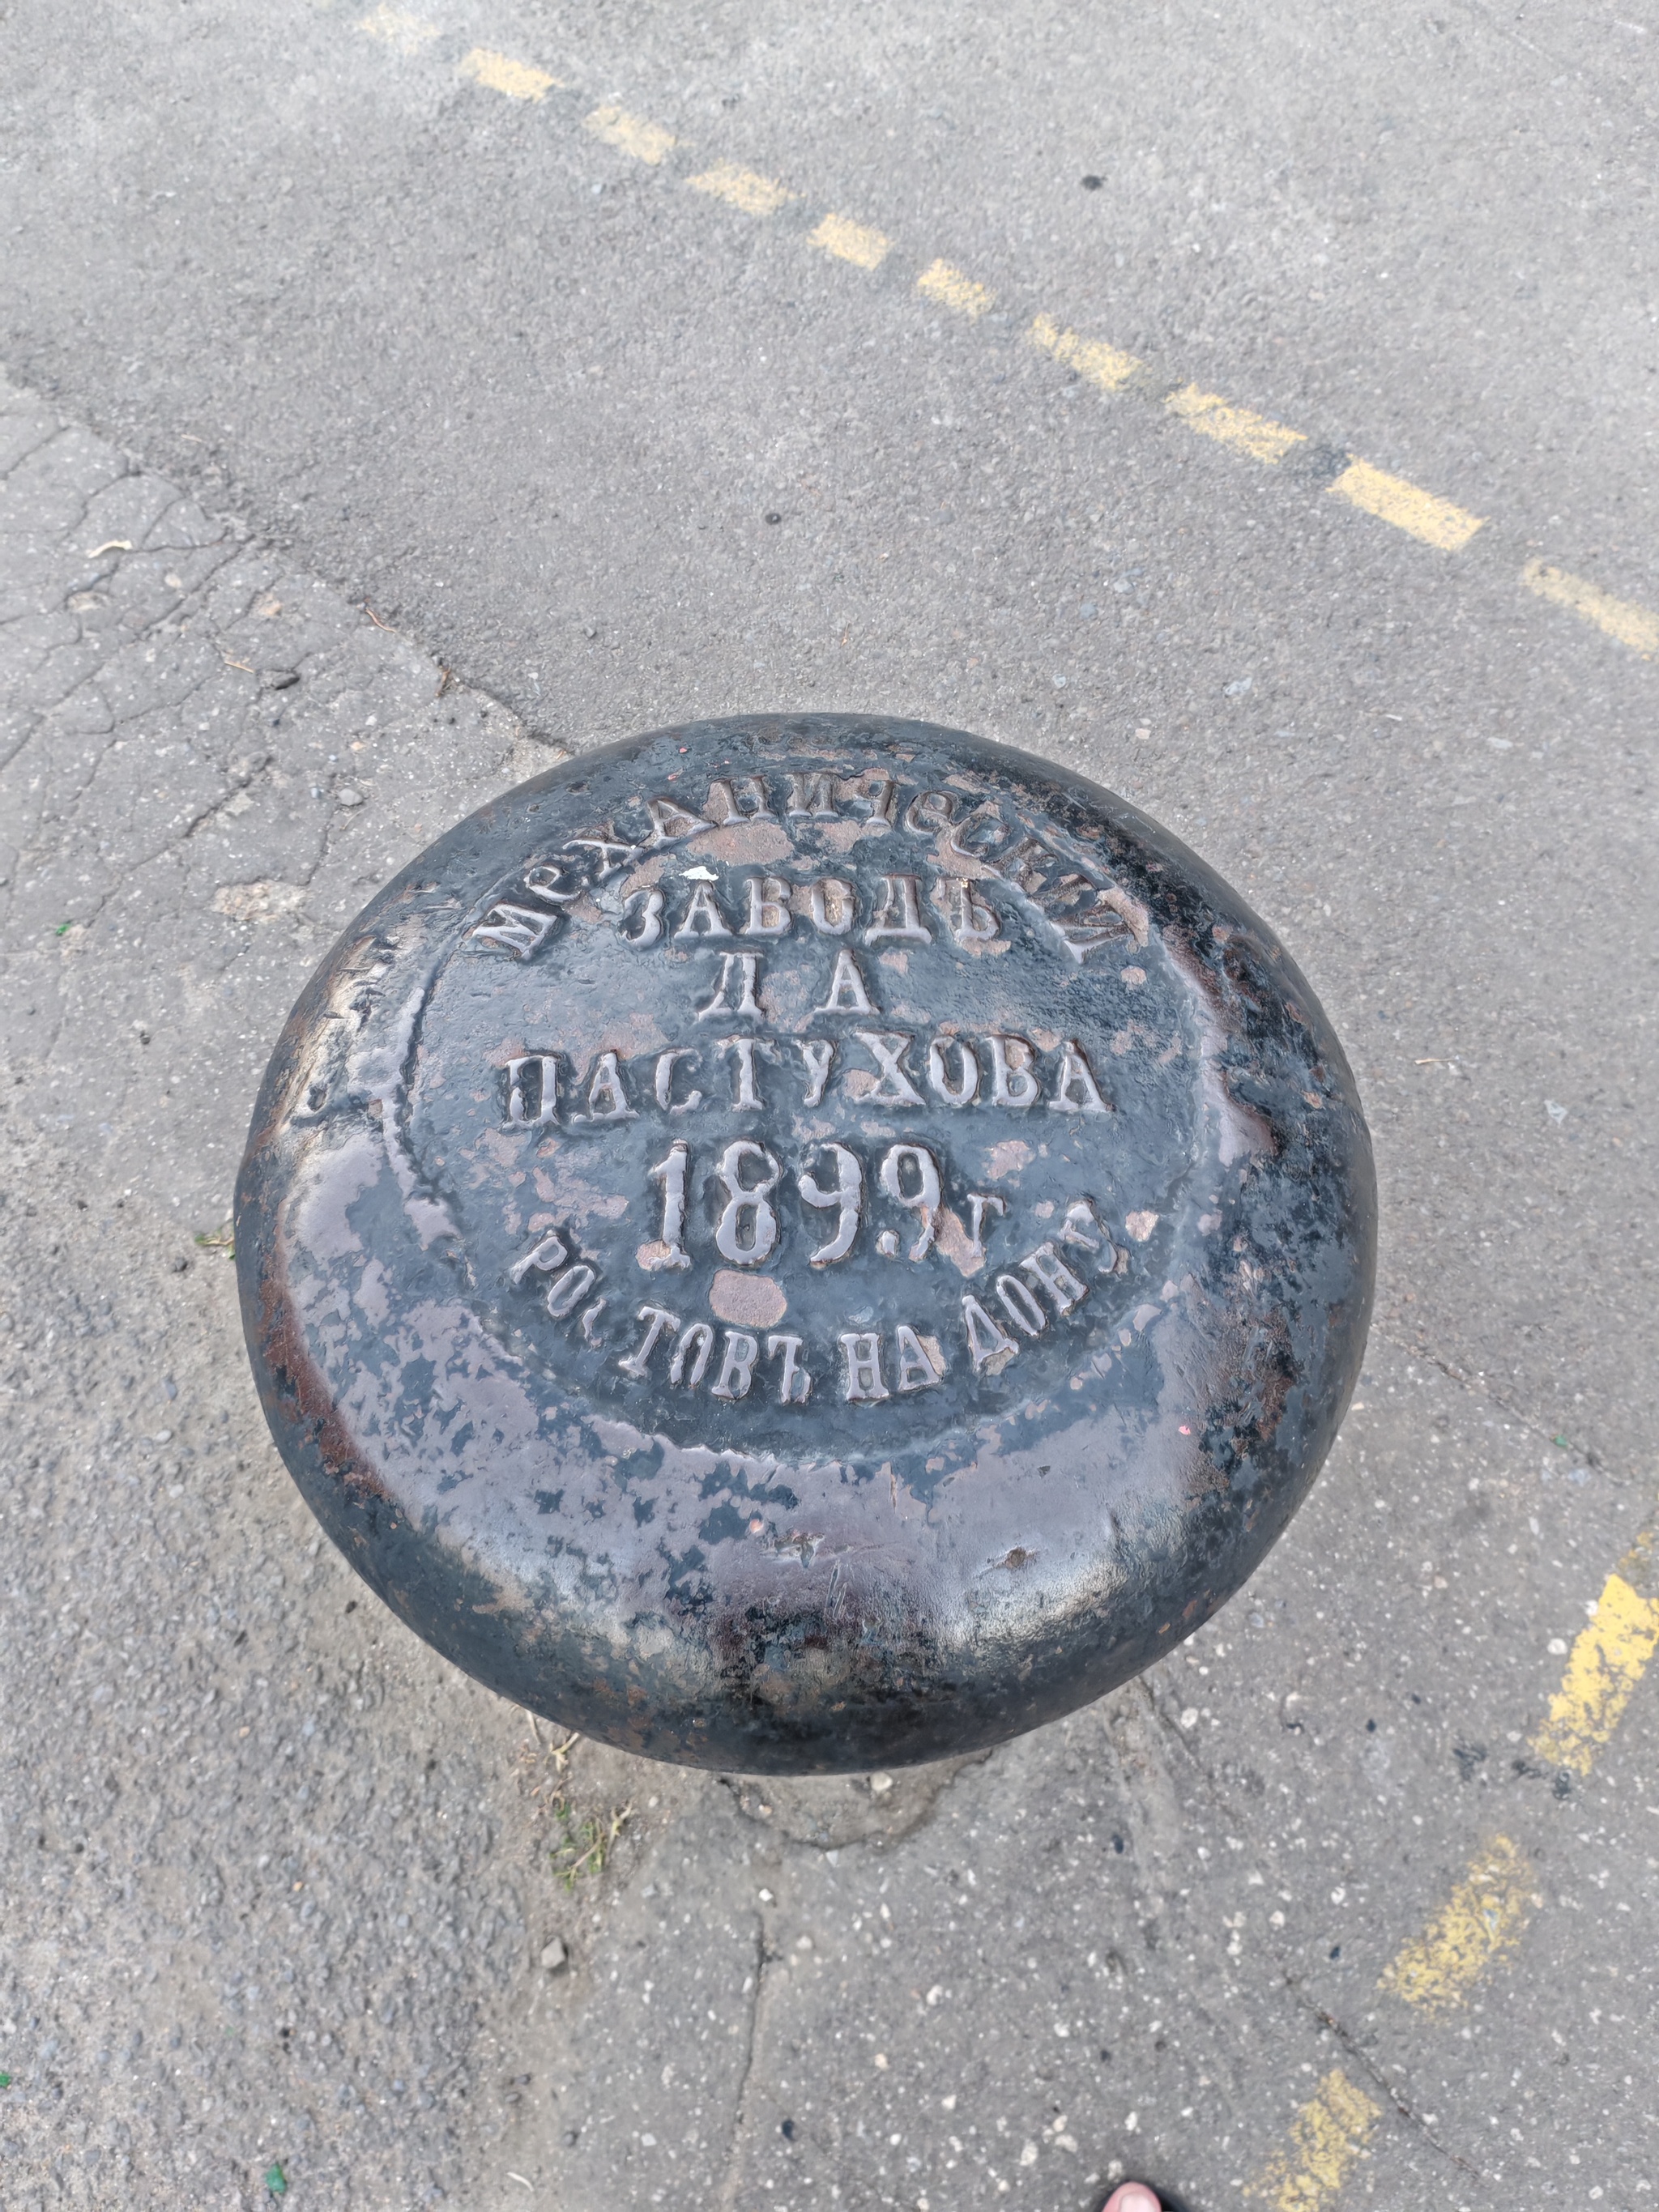 МЕХАНИЧЕСКИЙ
ЗАВОДЪ
Л А
ПАСТУХОВА
1899 г
РОСТОВЪ НА ДОНУ